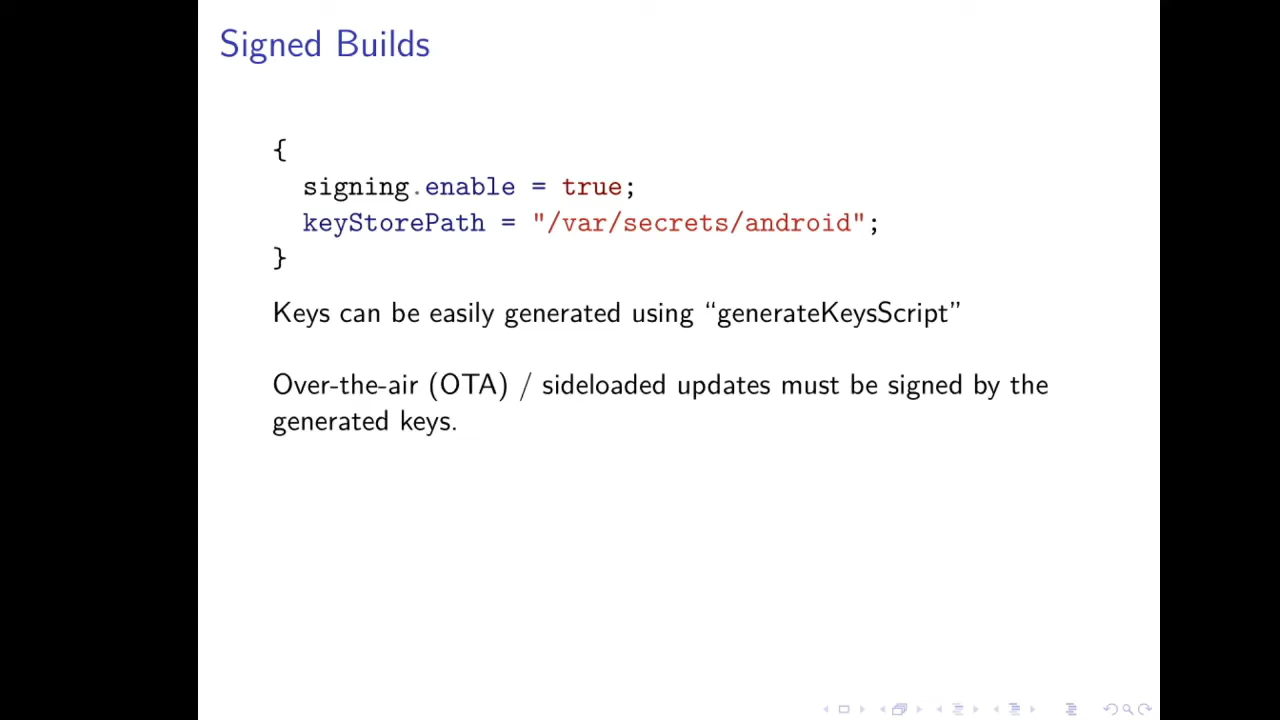 Signed Builds
{
signing.enable = true;
keyStorePath = "/var/secrets/android";
}
Keys can be easily generated using “generateKeysScript”
Over-the-air (OTA) / sideloaded updates must be signed by the
generated keys.